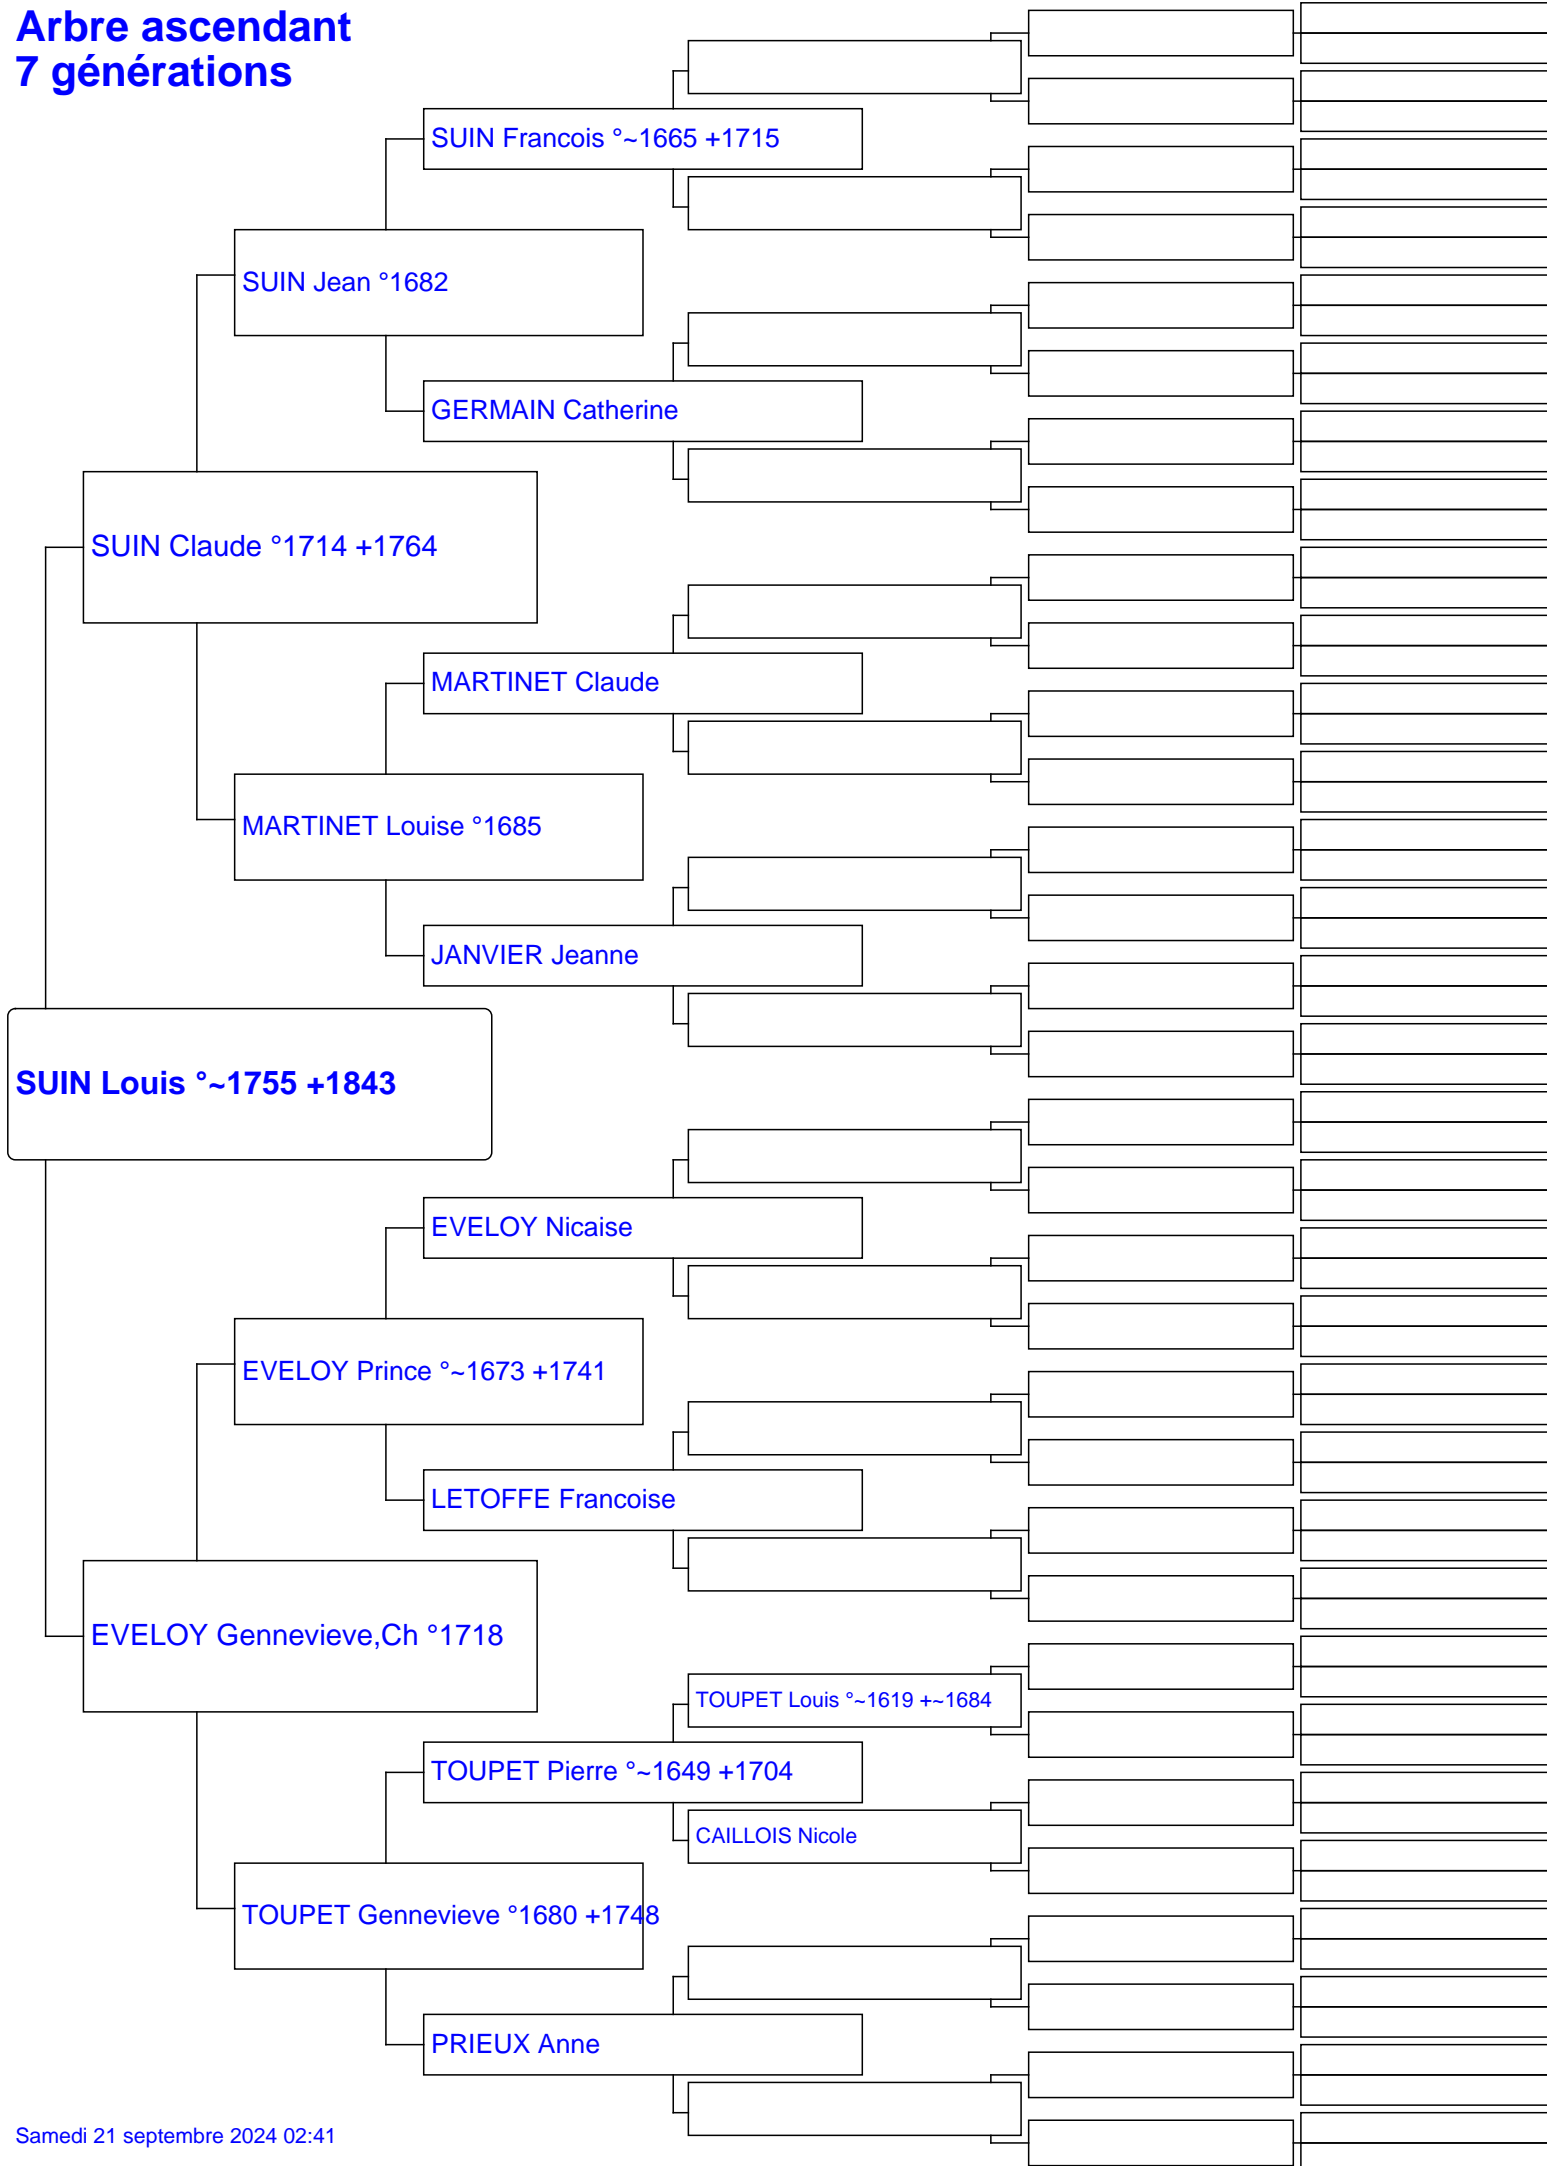 Arbre ascendant
7 générations
SUIN Francois °~1665 +1715
SUIN Jean °1682
GERMAIN Catherine
SUIN Claude °1714 +1764
MARTINET Claude
MARTINET Louise °1685
JANVIER Jeanne
SUIN Louis °~1755 +1843
EVELOY Nicaise
EVELOY Prince °~1673 +1741
LETOFFE Francoise
EVELOY Gennevieve,Ch °1718
TOUPET Louis °~1619 +~1684
TOUPET Pierre °~1649 +1704
CAILLOIS Nicole
TOUPET Gennevieve °1680 +1748
PRIEUX Anne
Samedi 21 septembre 2024 02:41